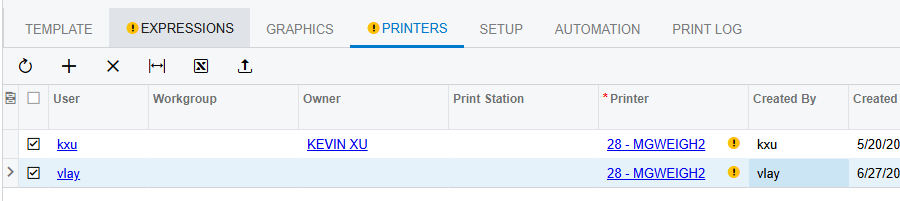 TEMPLATE EXPRESSIONS GRAPHICS PRINTERS SETUP AUTOMATION PRINT LOG
User Workgroup Owner Print Station * Printer Created By Created
kxu KEVIN XU 28 - MGWEIGH2 kxu 5/20/20
vlay 28 - MGWEIGH2 vlay 6/27/20